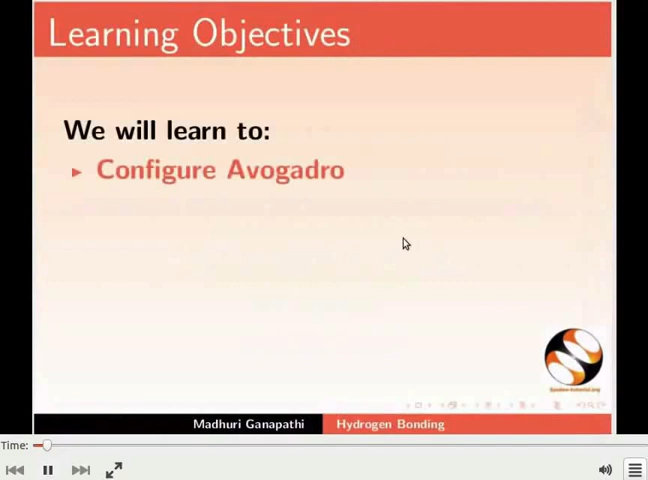 Learning Objectives
We will learn to:
Configure Avogadro
Madhuri Ganapathi
Hydrogen Bonding
Time: